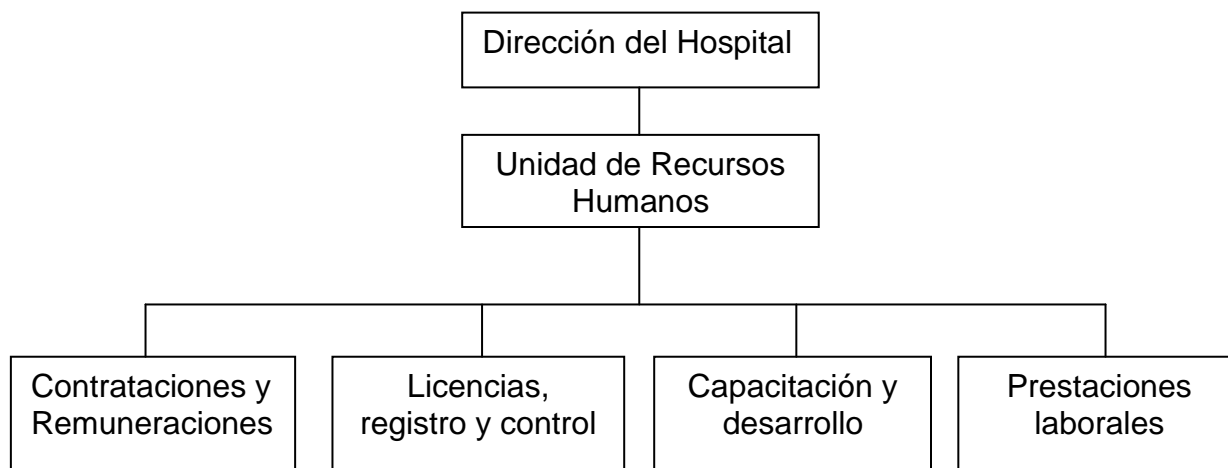 Dirección del Hospital
Unidad de Recursos
Humanos
Contrataciones y
Remuneraciones
Licencias,
registro y control
Capacitación y
desarrollo
Prestaciones
laborales